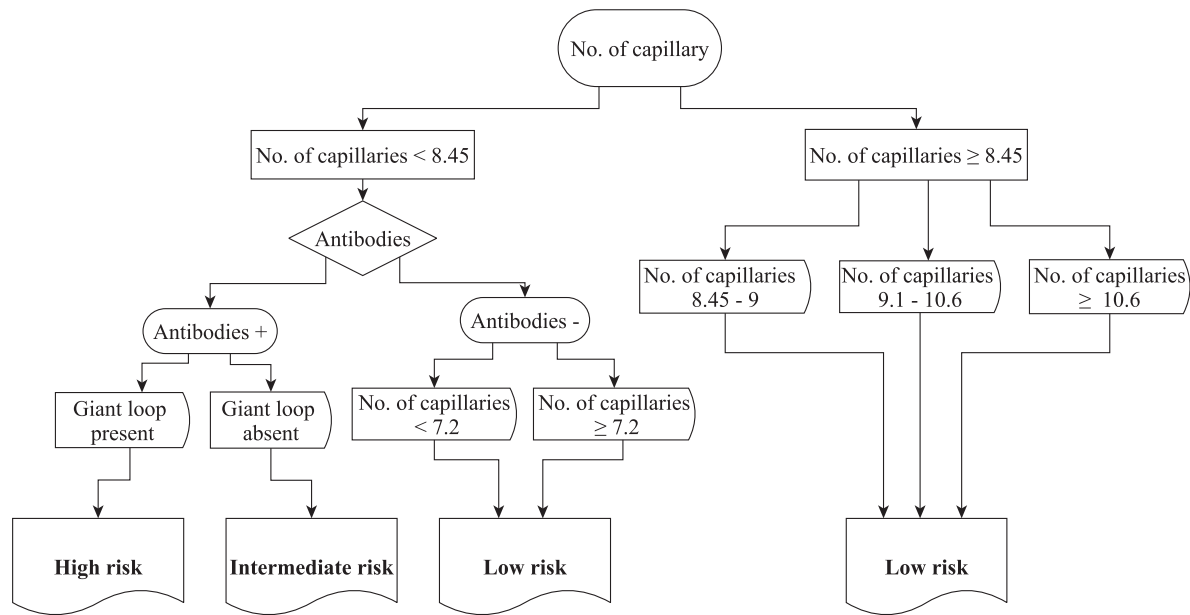 No. of capillary
No. of capillaries < 8.45
No. of capillaries ≥ 8.45
Antibodies
No. of capillaries
8.45 - 9
No. of capillaries
9.1 - 10.6
No. of capillaries
≥ 10.6
Antibodies +
Antibodies -
Giant loop
present
Giant loop
absent
No. of capillaries
< 7.2
No. of capillaries
≥ 7.2
High risk
Intermediate risk
Low risk
Low risk